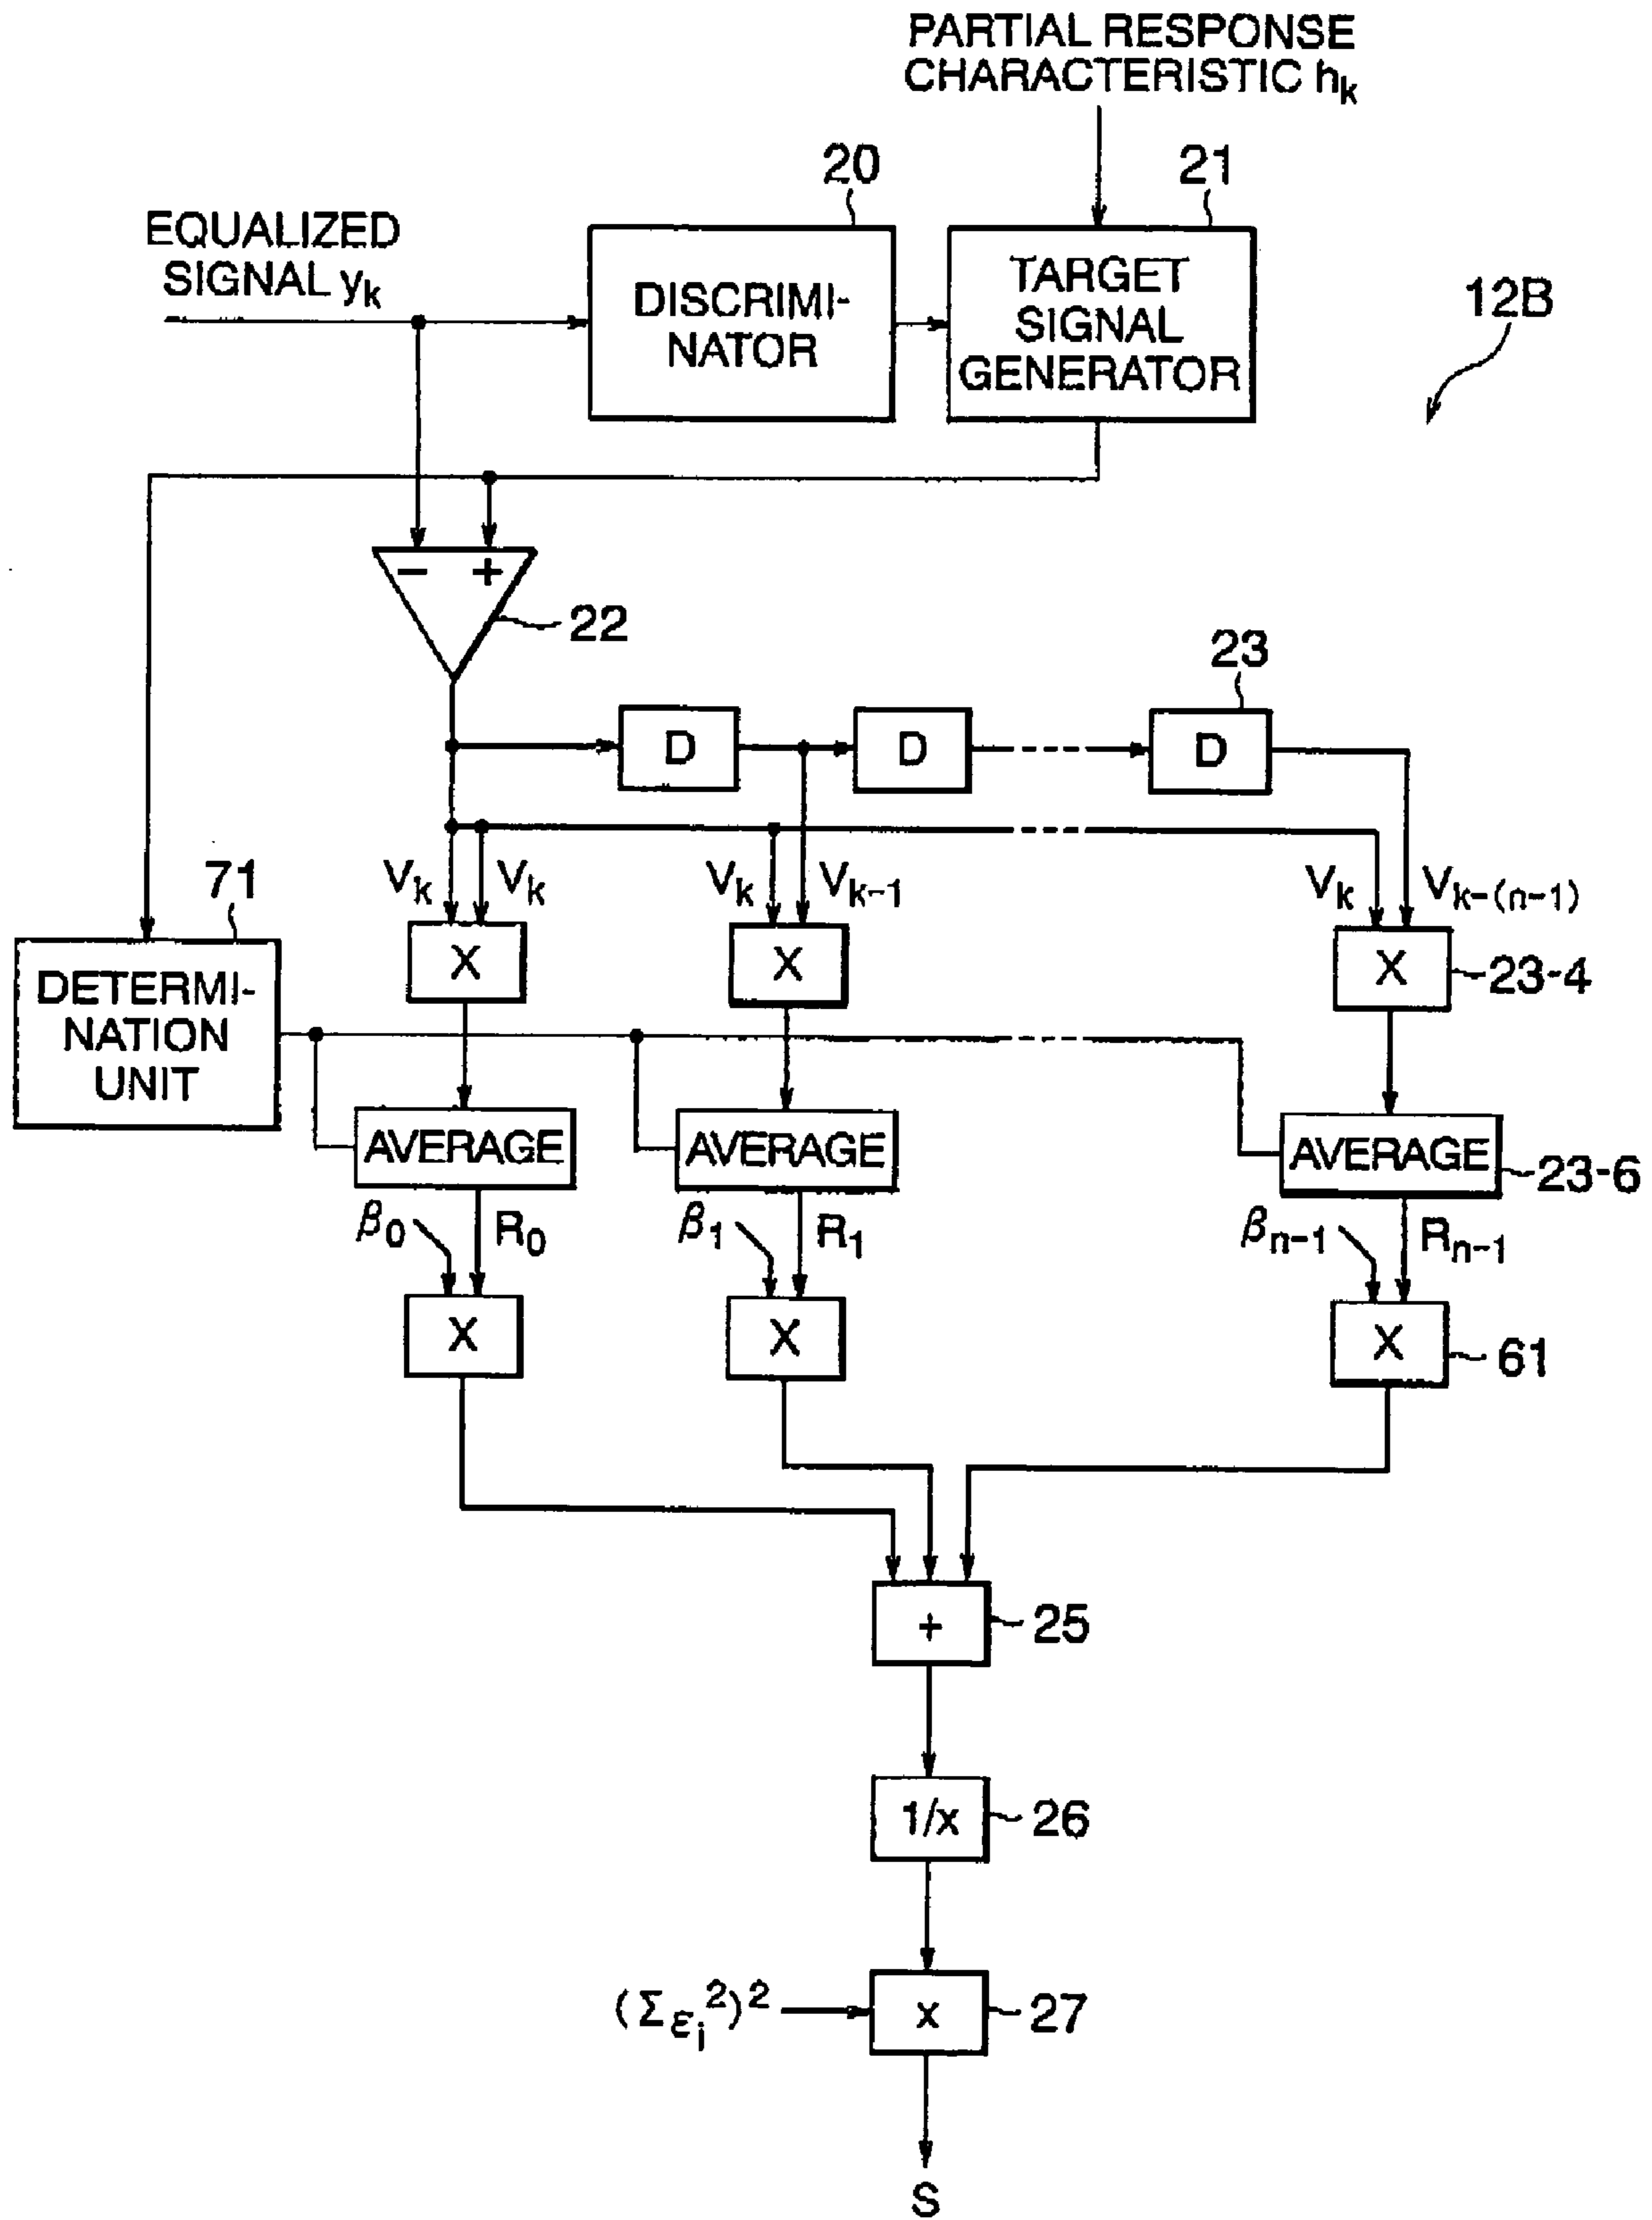 PARTIAL RESPONSE
CHARACTERISTIC hk
20
21
EQUALIZED
SIGNAL yk
DISCRIMI-
NATOR
TARGET
SIGNAL
GENERATOR
12B
− +
22
23
D D D
71
Vk Vk Vk Vk-1 Vk Vk-(n-1)
X X X
23-4
DETERMI-
NATION
UNIT
AVERAGE AVERAGE AVERAGE
23-6
β0 R0 β1 R1 βn-1 Rn-1
X X X
61
+
25
1/x
26
(Σεi²)²
x
27
S